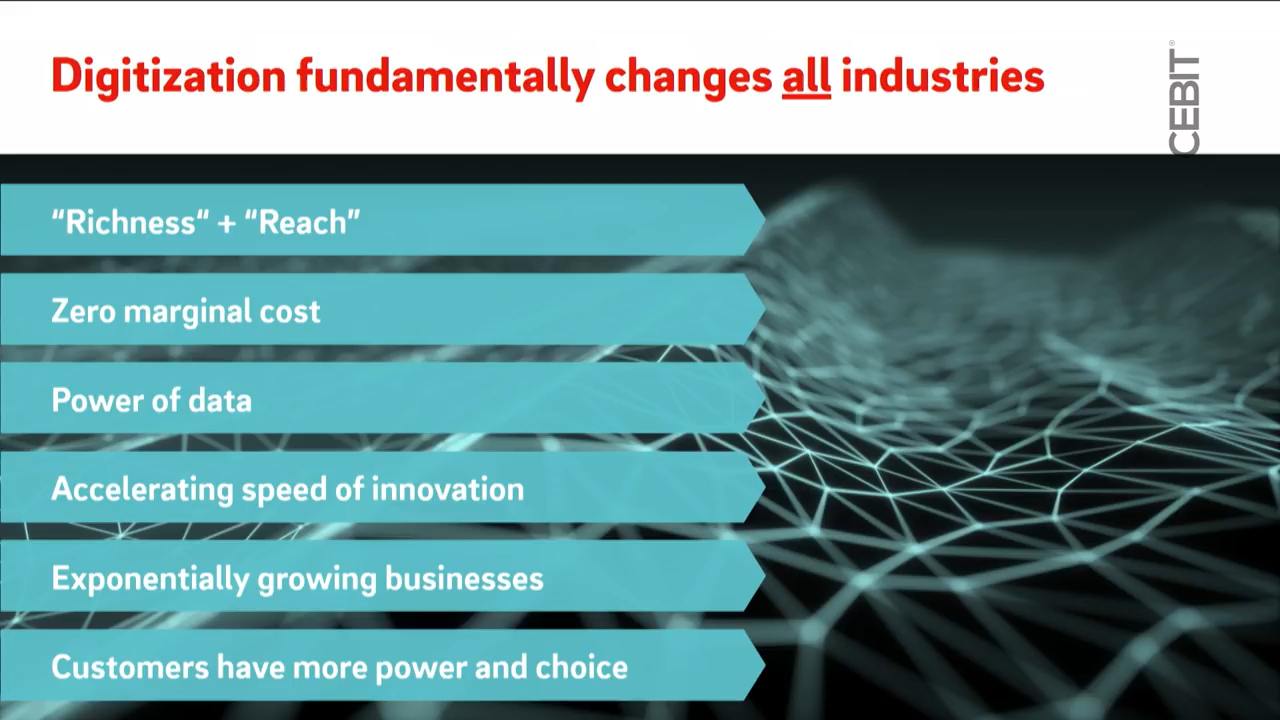 Digitization fundamentally changes all industries
CEBIT®
“Richness“ + “Reach”
Zero marginal cost
Power of data
Accelerating speed of innovation
Exponentially growing businesses
Customers have more power and choice